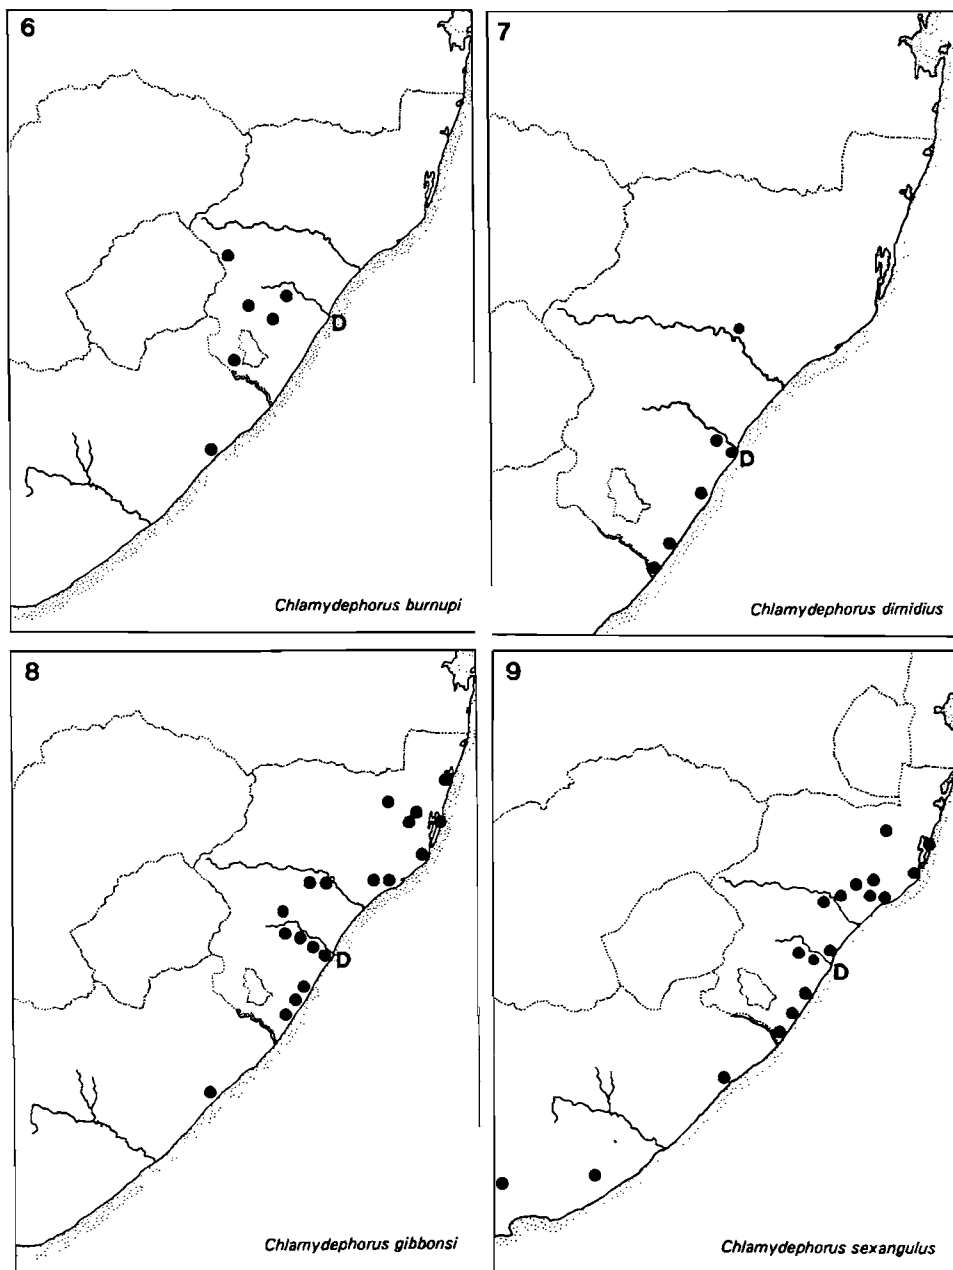 6
D
Chlamydephorus burnupi
7
D
Chlamydephorus dimidius
8
D
Chlamydephorus gibbonsi
9
D
Chlamydephorus sexangulus